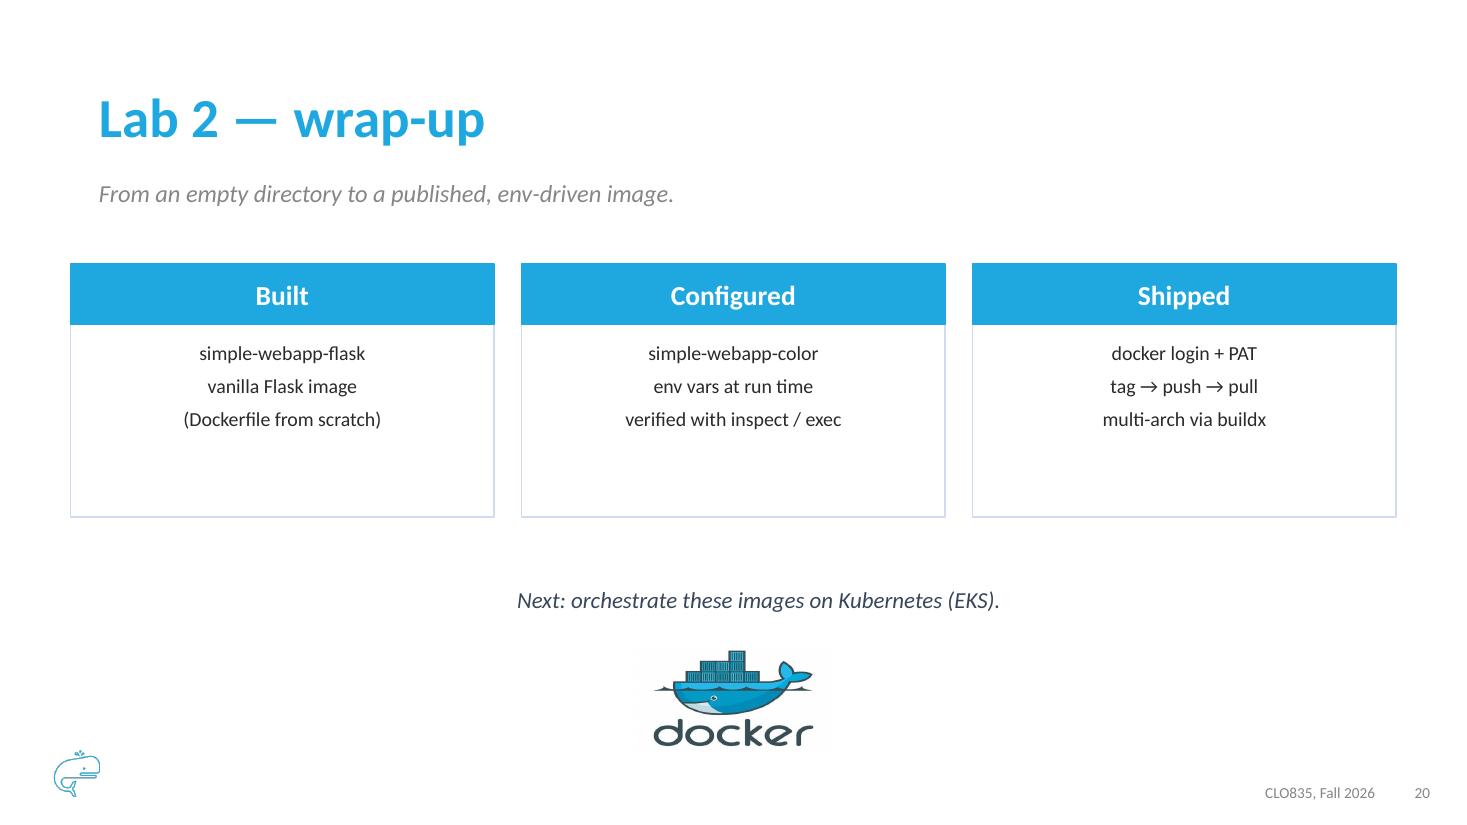 Lab 2 — wrap-up
From an empty directory to a published, env-driven image.
Built
simple-webapp-flask
vanilla Flask image
(Dockerfile from scratch)
Configured
simple-webapp-color
env vars at run time
verified with inspect / exec
Shipped
docker login + PAT
tag → push → pull
multi-arch via buildx
Next: orchestrate these images on Kubernetes (EKS).
docker
CLO835, Fall 2026
20